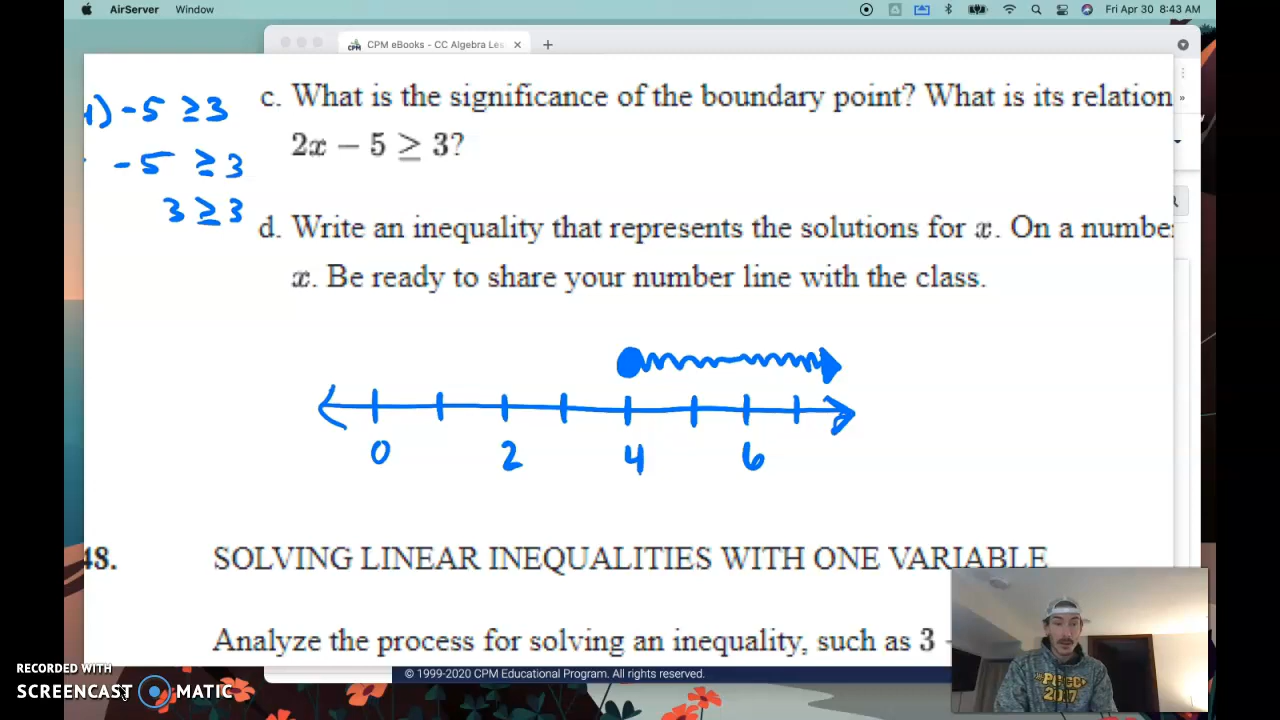 AirServer Window Fri Apr 30 8:43 AM
CPM eBooks - CC Algebra Les
) -5 ≥3
-5 ≥3
3 ≥ 3
c. What is the significance of the boundary point? What is its relation
2x − 5 ≥ 3?
d. Write an inequality that represents the solutions for x. On a numbe
x. Be ready to share your number line with the class.
0 2 4 6
48. SOLVING LINEAR INEQUALITIES WITH ONE VARIABLE
Analyze the process for solving an inequality, such as 3
© 1999-2020 CPM Educational Program. All rights reserved.
RECORDED WITH
SCREENCAST MATIC
2017